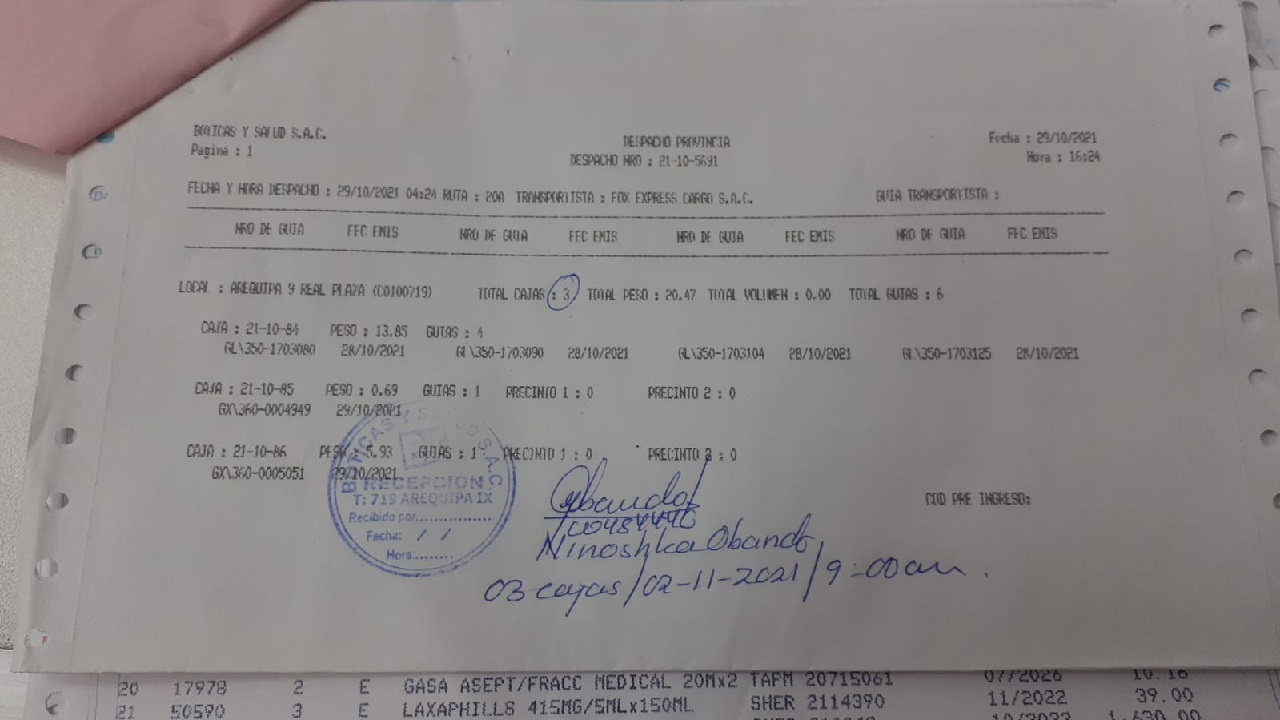 BOTICAS Y SALUD S.A.C.
Pagina : 1
DESPACHO PROVINCIA
DESPACHO NRO : 21-10-5691
Fecha : 29/10/2021
Hora : 16:24
FECHA Y HORA DESPACHO : 29/10/2021 04:24 RUTA : 20A TRANSPORTISTA : FOX EXPRESS CARGO S.A.C. GUIA TRANSPORTISTA :
NRO DE GUIA FEC EMIS NRO DE GUIA FEC EMIS NRO DE GUIA FEC EMIS NRO DE GUIA FEC EMIS
LOCAL : AREQUIPA 9 REAL PLAZA (C0100719) TOTAL CAJAS : 3 TOTAL PESO : 20.47 TOTAL VOLUMEN : 0.00 TOTAL GUIAS : 6
CAJA : 21-10-84 PESO : 13.85 GUIAS : 4
GL\350-1703080 28/10/2021 GL\350-1703090 28/10/2021 GL\350-1703104 28/10/2021 GL\350-1703125 28/10/2021
CAJA : 21-10-85 PESO : 0.69 GUIAS : 1 PRECINTO 1 : 0 PRECINTO 2 : 0
GX\360-0004949 29/10/2021
CAJA : 21-10-86 PESO : 5.93 GUIAS : 1 PRECINTO 1 : 0 PRECINTO 2 : 0
GX\360-0005051 29/10/2021
COD PRE INGRESO:
BOTICAS Y SALUD S.A.C.
RECEPCIÓN
T: 719 AREQUIPA IX
Recibido por................
Fecha: / /
Hora:........
Obando
Ninoshka Obando
03 cajas/02-11-2021/9:00am.
20 17978 2 E GASA ASEPT/FRACC MEDICAL 20Mx2 TAPM 20715061 07/2026 10.16
21 50590 3 E LAXAPHILLS 415MG/5MLx150ML SHER 2114390 11/2022 39.00